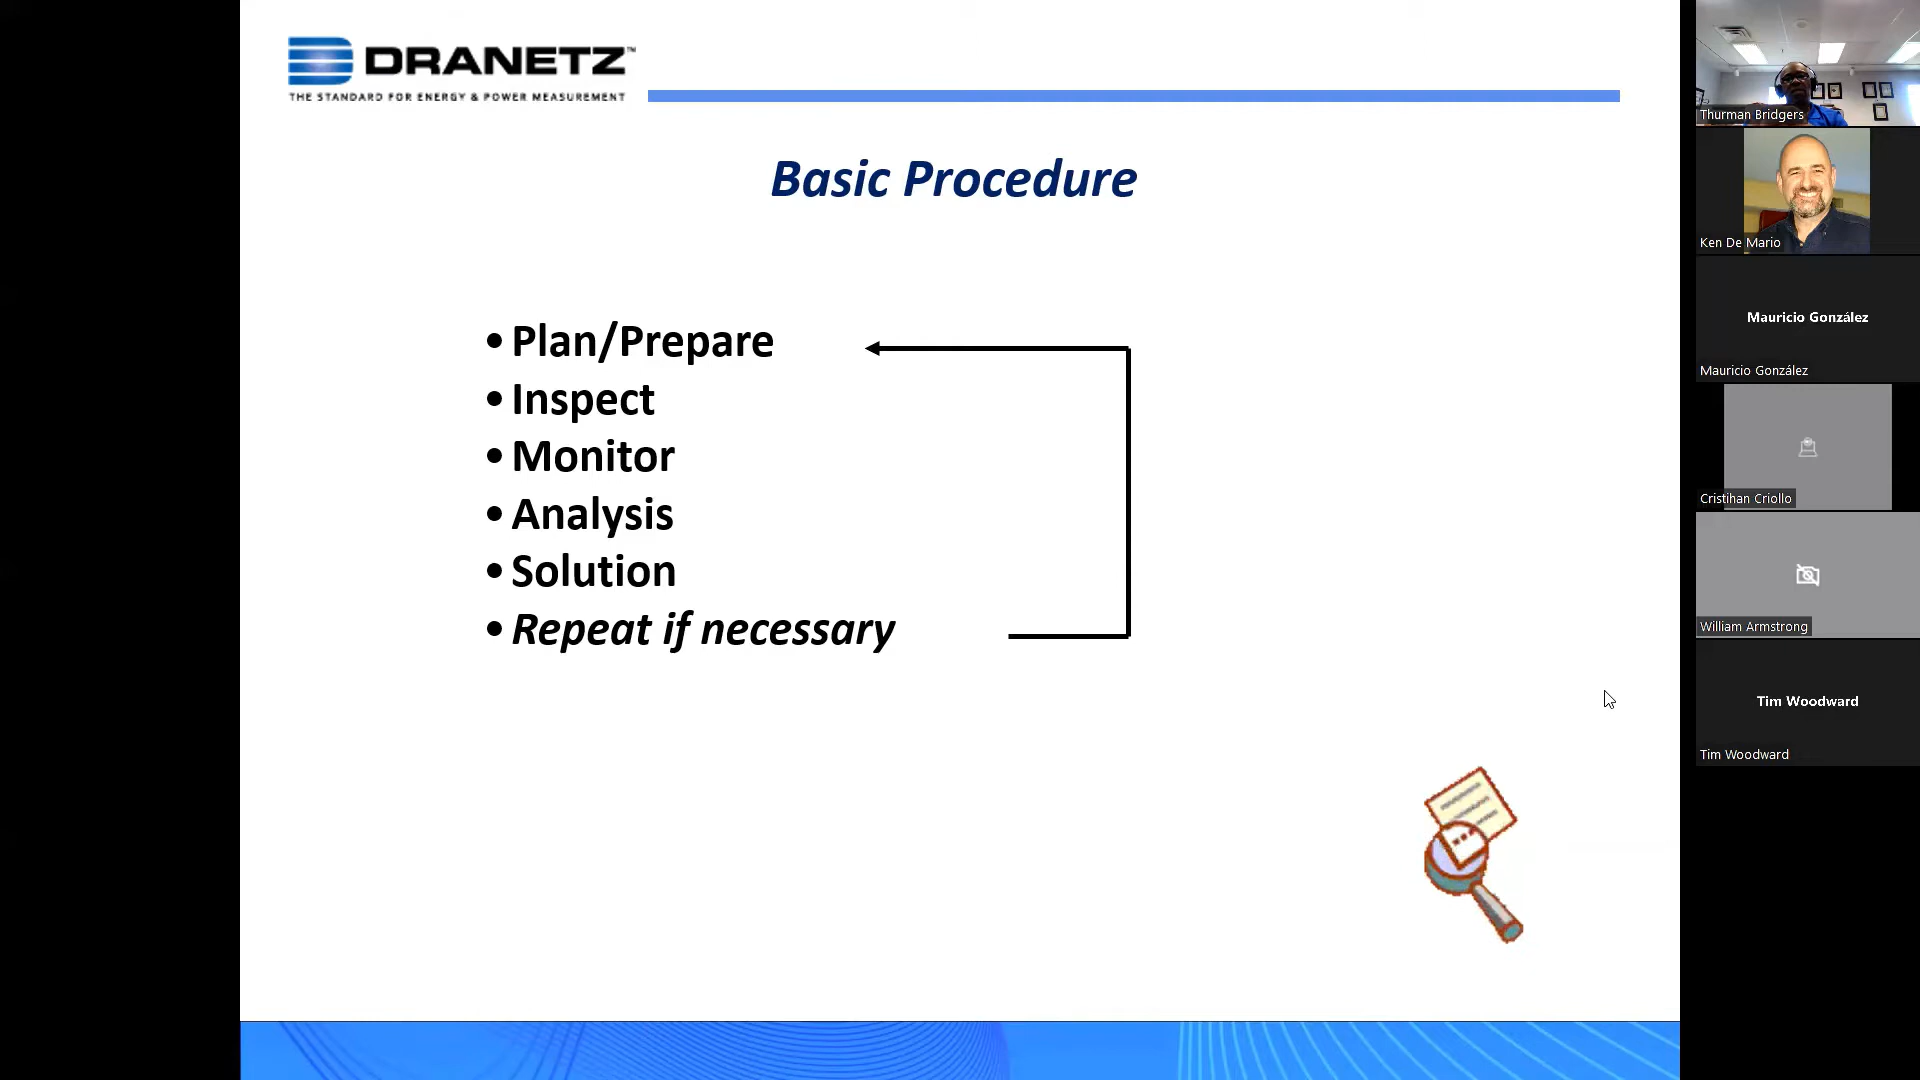 DRANETZ™
THE STANDARD FOR ENERGY & POWER MEASUREMENT
Basic Procedure
• Plan/Prepare
• Inspect
• Monitor
• Analysis
• Solution
• Repeat if necessary
Thurman Bridgers
Ken De Mario
Mauricio González
Mauricio González
Cristihan Criollo
William Armstrong
Tim Woodward
Tim Woodward